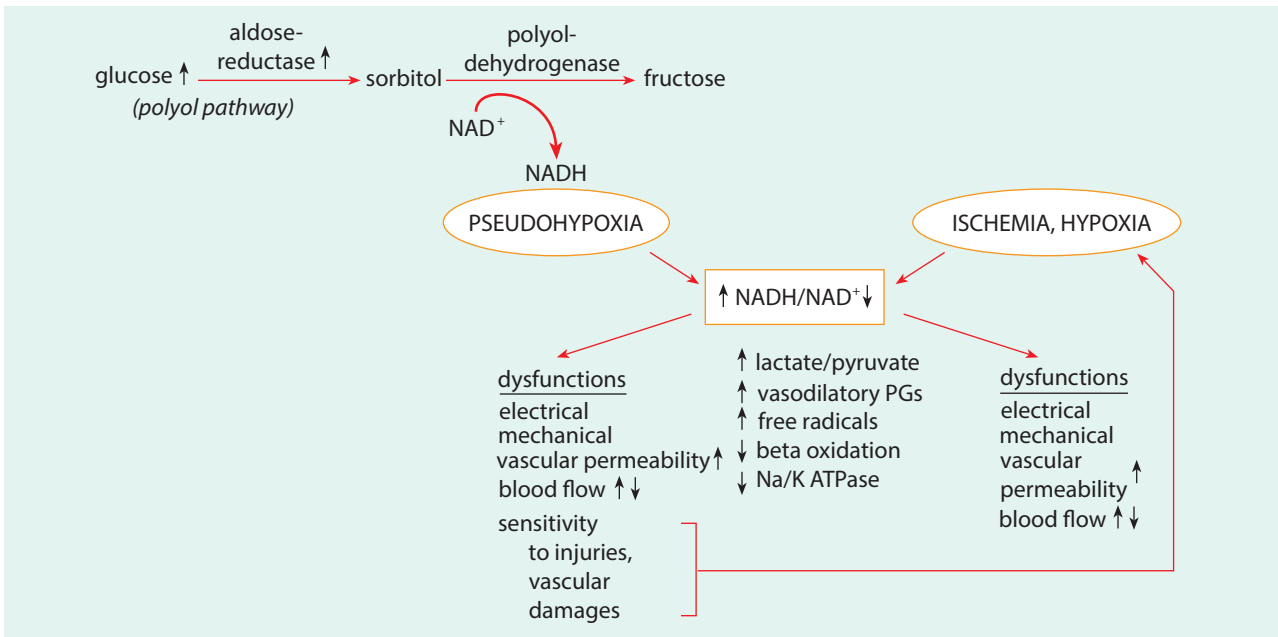 aldose-
reductase ↑
polyol-
dehydrogenase
glucose ↑
sorbitol
fructose
(polyol pathway)
NAD+
NADH
PSEUDOHYPOXIA
ISCHEMIA, HYPOXIA
↑ NADH/NAD+ ↓
dysfunctions
electrical
mechanical
vascular permeability ↑
blood flow ↑ ↓
sensitivity
to injuries,
vascular
damages
↑ lactate/pyruvate
↑ vasodilatory PGs
↑ free radicals
↓ beta oxidation
↓ Na/K ATPase
dysfunctions
electrical
mechanical
vascular
permeability ↑
blood flow ↑ ↓